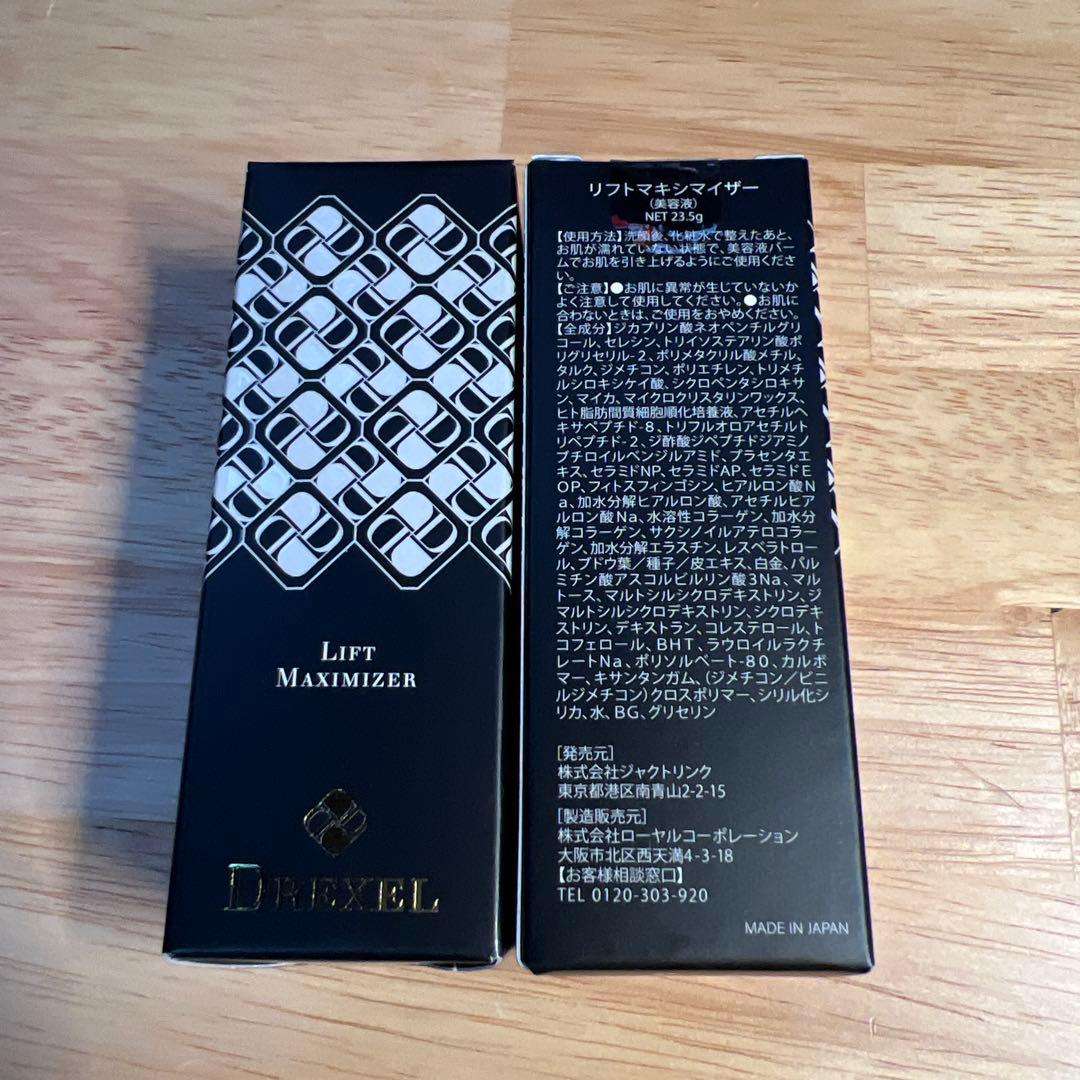 LIFT
MAXIMIZER
DREXEL
リフトマキシマイザー
(美容液)
NET 23.5g
【使用方法】洗顔後、化粧水で整えたあと、
お肌が濡れていない状態で、美容液バー
ムでお肌を引き上げるようにご使用くださ
い。
【ご注意】●お肌に異常が生じていないか
よく注意して使用してください。●お肌に
合わないときは、ご使用をおやめください。
【全成分】ジカプリン酸ネオペンチルグリ
コール、セレシン、トリイソステアリン酸ポ
リグリセリル-2、ポリメタクリル酸メチル、
タルク、ジメチコン、ポリエチレン、トリメチ
ルシロキシケイ酸、シクロペンタシロキサ
ン、マイカ、マイクロクリスタリンワックス、
ヒト脂肪間質細胞順化培養液、アセチルヘ
キサペプチド-8、トリフルオロアセチルト
リペプチド-2、ジ酢酸ジペプチドジアミノ
ブチロイルベンジルアミド、プラセンタエ
キス、セラミドNP、セラミドAP、セラミドE
OP、フィトスフィンゴシン、ヒアルロン酸N
a、加水分解ヒアルロン酸、アセチルヒア
ルロン酸Na、水溶性コラーゲン、加水分
解コラーゲン、サクシノイルアテロコラー
ゲン、加水分解エラスチン、レスベラトロー
ル、ブドウ葉／種子／皮エキス、白金、パル
ミチン酸アスコルビルリン酸3Na、マル
トース、マルトシルシクロデキストリン、ジ
マルトシルシクロデキストリン、シクロデキ
ストリン、デキストラン、コレステロール、ト
コフェロール、BHT、ラウロイルラクチ
レートNa、ポリソルベート-80、カルボ
マー、キサンタンガム、(ジメチコン／ビニ
ルジメチコン)クロスポリマー、シリル化シ
リカ、水、BG、グリセリン
[発売元]
株式会社ジャクトリンク
東京都港区南青山2-2-15
[製造販売元]
株式会社ローヤルコーポレーション
大阪市北区西天満4-3-18
【お客様相談窓口】
TEL 0120-303-920
MADE IN JAPAN